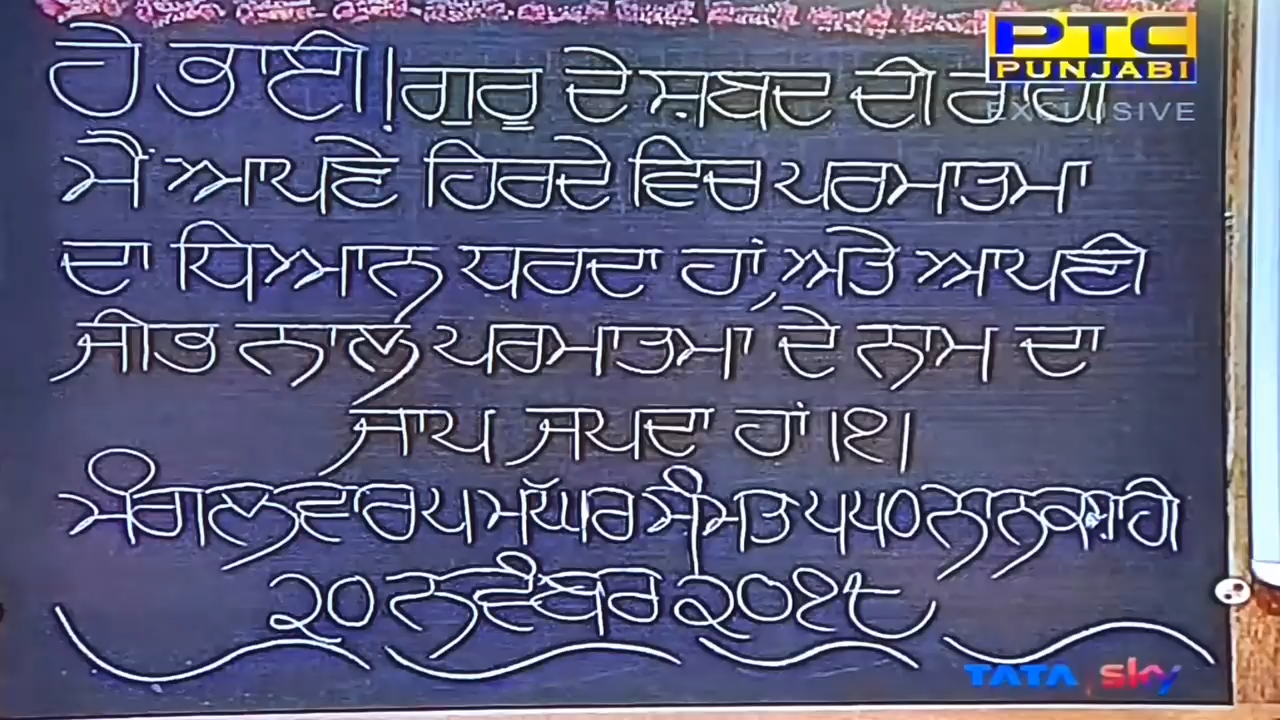 ਹੇ ਭਾਈ! ਗੁਰੂ ਦੇ ਸ਼ਬਦ ਦੀ ਰਾਹੀਂ
PTC
PUNJABI
EXCLUSIVE
ਮੈਂ ਆਪਣੇ ਹਿਰਦੇ ਵਿਚ ਪਰਮਾਤਮਾ
ਦਾ ਧਿਆਨ ਧਰਦਾ ਹਾਂ, ਅਤੇ ਆਪਣੀ
ਜੀਭ ਨਾਲ ਪਰਮਾਤਮਾ ਦੇ ਨਾਮ ਦਾ
ਜਾਪ ਜਪਦਾ ਹਾਂ।੧।
ਮੰਗਲਵਾਰ ੫ ਮੱਘਰ ਸੰਮਤ ੫੫੦ ਨਾਨਕਸ਼ਾਹੀ
੨੦ ਨਵੰਬਰ ੨੦੧੮
TATA sky